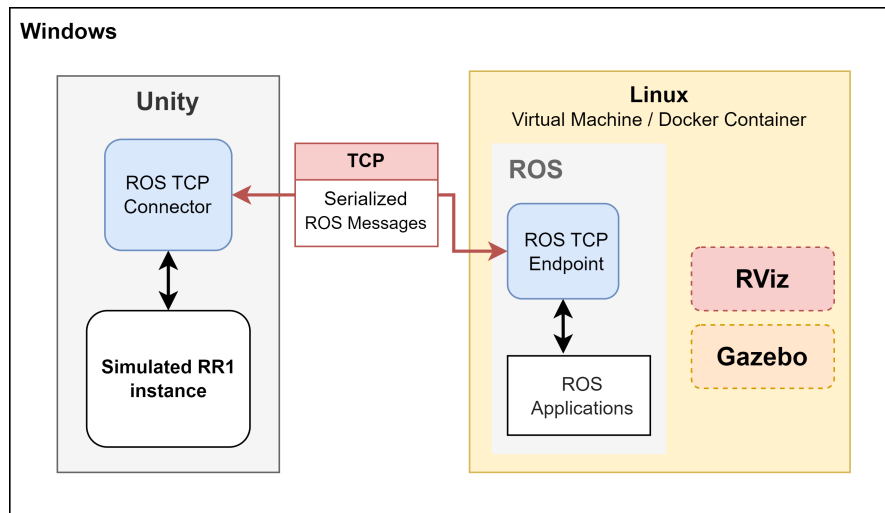 Windows
Unity
ROS TCP
Connector
Simulated RR1
instance
TCP
Serialized
ROS Messages
Linux
Virtual Machine / Docker Container
ROS
ROS TCP
Endpoint
ROS
Applications
RViz
Gazebo